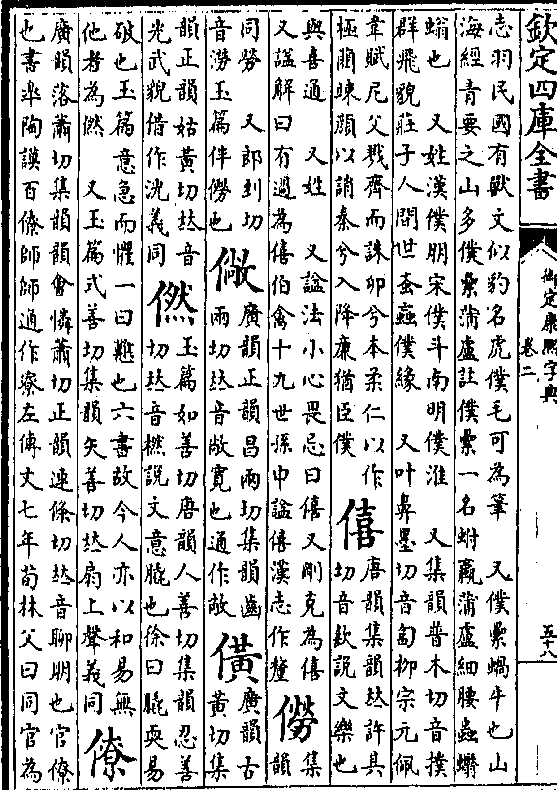 欽定四庫全書
御定康熙字典
卷二
五十八
志羽民國有獸文似豹名虎僕毛可為筆 又僕纍蝸牛也山
海經青要之山多僕纍蒲盧註僕纍一名蚹蠃蒲盧細腰蟲蠮
螉也 又姓漢僕朋宋僕斗南明僕淮 又集韻普木切音撲
群飛貌莊子人間世蚉蝱僕緣 又叶鼻墨切音匐柳宗元佩
韋賦尼父戮齊而誅卯兮本柔仁以作
極藺竦顏以誚秦兮入降廉猶臣僕
僖
唐韻集韻𠀤許其
切音欷說文樂也
與喜通 又姓 又諡法小心畏忌曰僖又剛克為僖
又諡解曰有過為僖伯禽十九世孫申諡僖漢志作釐
僗
集
韻
同勞 又郎到切
音澇玉篇伴僗也
僘
廣韻正韻昌兩切集韻齒
兩切𠀤音敞寬也通作敞
僙
廣韻古
黃切集
韻正韻姑黃切𠀤音
光武貌借作洸義同
㒄
玉篇如善切唐韻人善切集韻忍善
切𠀤音橪說文意膬也徐曰膬耎易
破也玉篇意急而懼一曰戁也六書故今人亦以和易無
他者為㒄 又玉篇式善切集韻矢善切𠀤扇上聲義同
僚
廣韻落蕭切集韻韻會憐蕭切正韻連條切𠀤音聊朋也官僚
也書皋陶謨百僚師師通作寮左傳文七年荀林父曰同官為